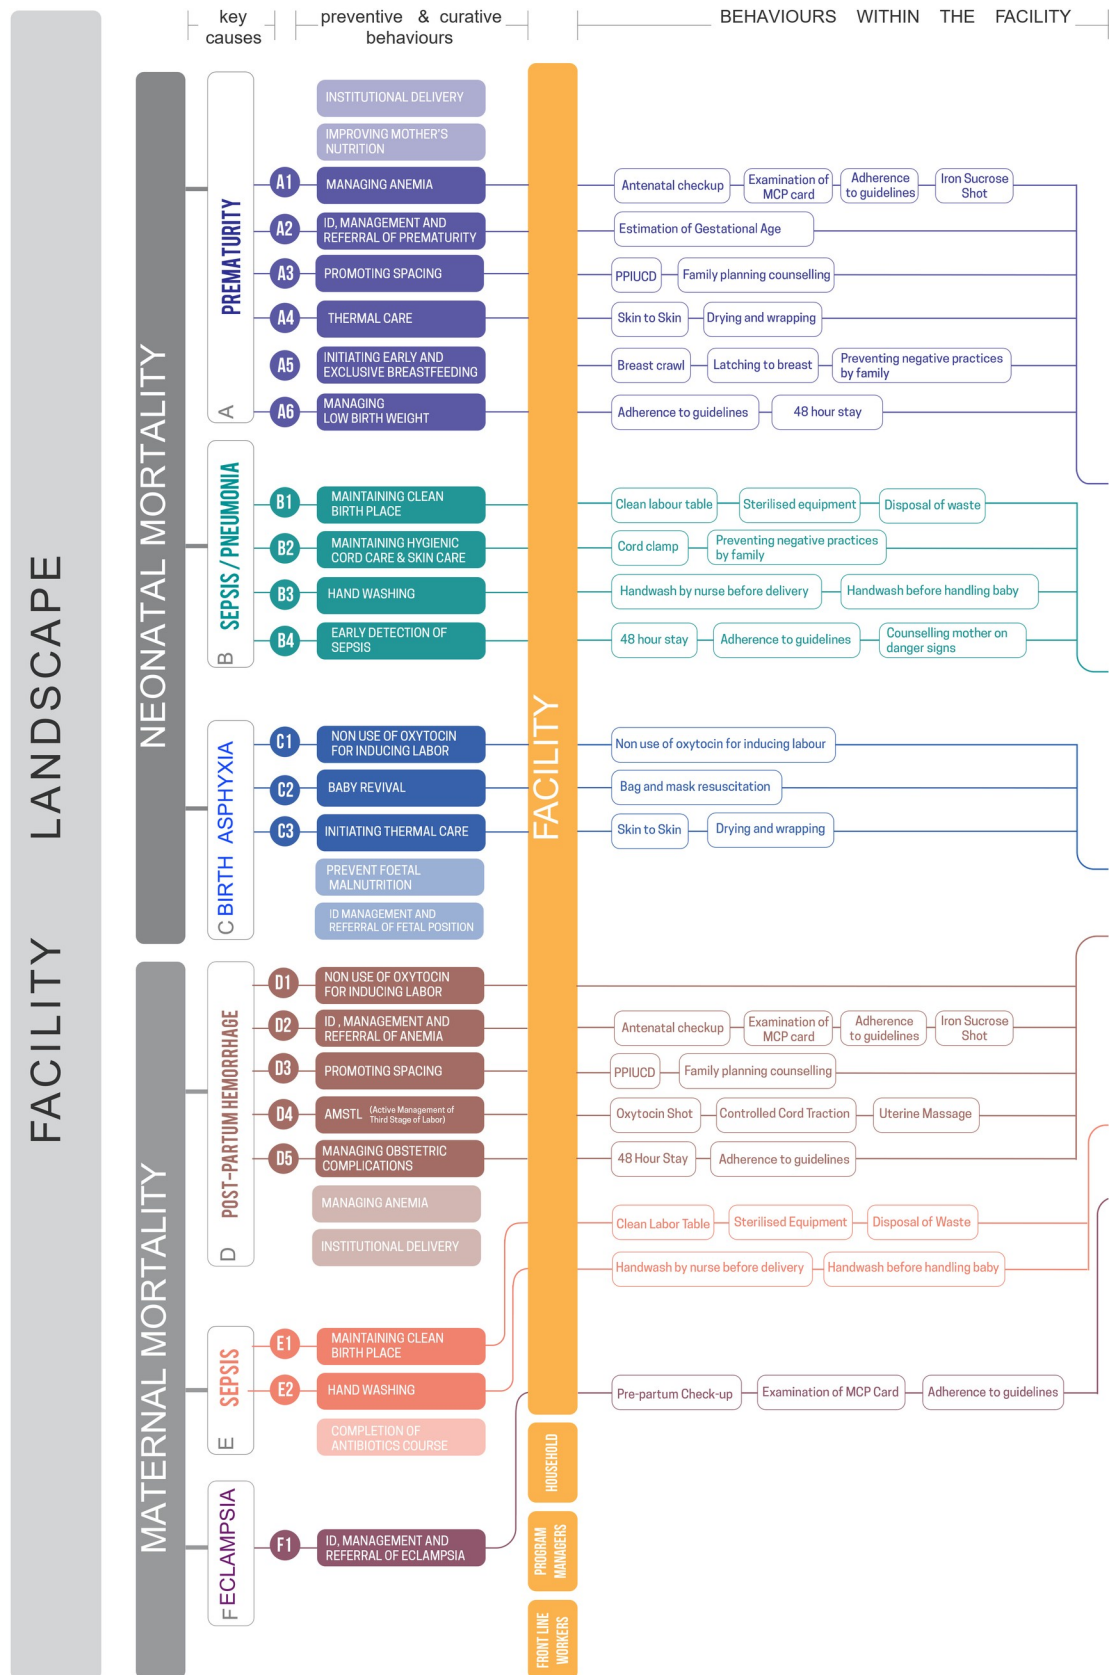 key
causes
preventive & curative
behaviours
BEHAVIOURS WITHIN THE FACILITY
FACILITY LANDSCAPE
NEONATAL MORTALITY
A PREMATURITY
INSTITUTIONAL DELIVERY
IMPROVING MOTHER'S
NUTRITION
A1
MANAGING ANEMIA
Antenatal checkup
Examination of
MCP card
Adherence
to guidelines
Iron Sucrose
Shot
A2
ID, MANAGEMENT AND
REFERRAL OF PREMATURITY
Estimation of Gestational Age
A3
PROMOTING SPACING
PPIUCD
Family planning counselling
A4
THERMAL CARE
Skin to Skin
Drying and wrapping
A5
INITIATING EARLY AND
EXCLUSIVE BREASTFEEDING
Breast crawl
Latching to breast
Preventing negative practices
by family
A6
MANAGING
LOW BIRTH WEIGHT
Adherence to guidelines
48 hour stay
B SEPSIS / PNEUMONIA
B1
MAINTAINING CLEAN
BIRTH PLACE
Clean labour table
Sterilised equipment
Disposal of waste
B2
MAINTAINING HYGIENIC
CORD CARE & SKIN CARE
Cord clamp
Preventing negative practices
by family
B3
HAND WASHING
Handwash by nurse before delivery
Handwash before handling baby
B4
EARLY DETECTION OF
SEPSIS
48 hour stay
Adherence to guidelines
Counselling mother on
danger signs
FACILITY
C BIRTH ASPHYXIA
C1
NON USE OF OXYTOCIN
FOR INDUCING LABOR
Non use of oxytocin for inducing labour
C2
BABY REVIVAL
Bag and mask resuscitation
C3
INITIATING THERMAL CARE
Skin to Skin
Drying and wrapping
PREVENT FOETAL
MALNUTRITION
ID MANAGEMENT AND
REFERRAL OF FETAL POSITION
MATERNAL MORTALITY
D POST-PARTUM HEMORRHAGE
D1
NON USE OF OXYTOCIN
FOR INDUCING LABOR
D2
ID , MANAGEMENT AND
REFERRAL OF ANEMIA
Antenatal checkup
Examination of
MCP card
Adherence
to guidelines
Iron Sucrose
Shot
D3
PROMOTING SPACING
PPIUCD
Family planning counselling
D4
AMSTL (Active Management of
Third Stage of Labor)
Oxytocin Shot
Controlled Cord Traction
Uterine Massage
D5
MANAGING OBSTETRIC
COMPLICATIONS
48 Hour Stay
Adherence to guidelines
MANAGING ANEMIA
INSTITUTIONAL DELIVERY
Clean Labor Table
Sterilised Equipment
Disposal of Waste
Handwash by nurse before delivery
Handwash before handling baby
E SEPSIS
E1
MAINTAINING CLEAN
BIRTH PLACE
E2
HAND WASHING
Pre-partum Check-up
Examination of MCP Card
Adherence to guidelines
COMPLETION OF
ANTIBIOTICS COURSE
HOUSEHOLD
F ECLAMPSIA
F1
ID, MANAGEMENT AND
REFERRAL OF ECLAMPSIA
PROGRAM
MANAGERS
FRONT LINE
WORKERS